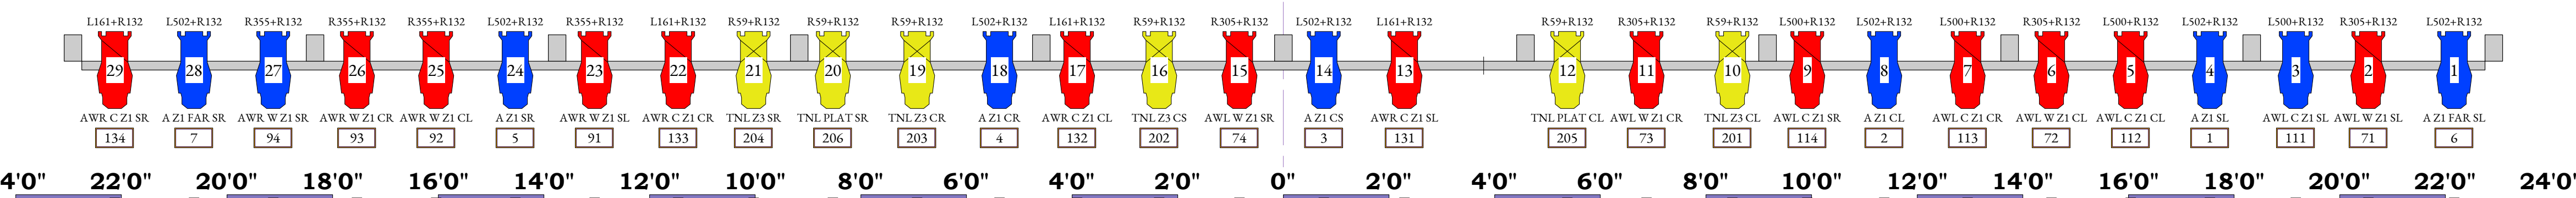 L161+R132 L502+R132 R355+R132 R355+R132 R355+R132 L502+R132 R355+R132 L161+R132 R59+R132 R59+R132 R59+R132 L502+R132 L161+R132 R59+R132 R305+R132 L502+R132 L161+R132 R59+R132 R305+R132 R59+R132 L500+R132 L502+R132 L500+R132 R305+R132 L500+R132 L502+R132 L500+R132 R305+R132 L502+R132
29 28 27 26 25 24 23 22 21 20 19 18 17 16 15 14 13 12 11 10 9 8 7 6 5 4 3 2 1
AWR C Z1 SR A Z1 FAR SR AWR W Z1 SR AWR W Z1 CR AWR W Z1 CL A Z1 SR AWR W Z1 SL AWR C Z1 CR TNL Z3 SR TNL PLAT SR TNL Z3 CR A Z1 CR AWR C Z1 CL TNL Z3 CS AWL W Z1 SR A Z1 CS AWR C Z1 SL TNL PLAT CL AWL W Z1 CR TNL Z3 CL AWL C Z1 SR A Z1 CL AWL C Z1 CR AWL W Z1 CL AWL C Z1 CL A Z1 SL AWL C Z1 SL AWL W Z1 SL A Z1 FAR SL
134 7 94 93 92 5 91 133 204 206 203 4 132 202 74 3 131 205 73 201 114 2 113 72 112 1 111 71 6
4'0" 22'0" 20'0" 18'0" 16'0" 14'0" 12'0" 10'0" 8'0" 6'0" 4'0" 2'0" 0" 2'0" 4'0" 6'0" 8'0" 10'0" 12'0" 14'0" 16'0" 18'0" 20'0" 22'0" 24'0"